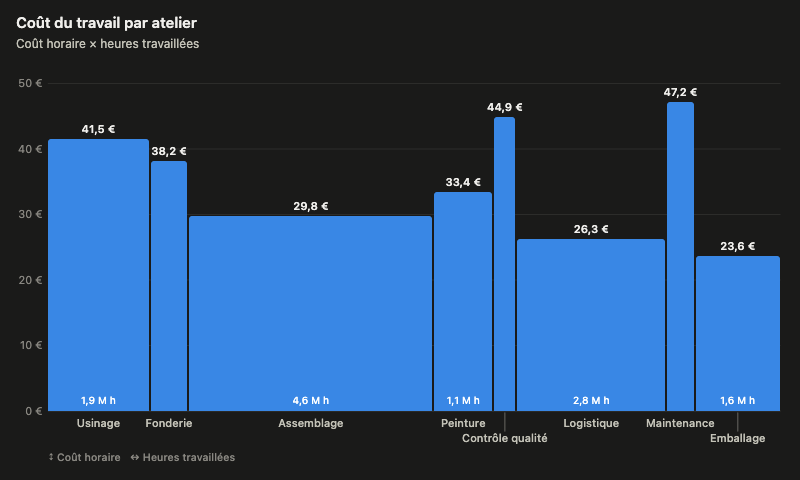 Coût du travail par atelier
Coût horaire × heures travaillées
50 €
40 €
30 €
20 €
10 €
0 €
41,5 €
38,2 €
29,8 €
33,4 €
44,9 €
26,3 €
47,2 €
23,6 €
1,9 M h
4,6 M h
1,1 M h
2,8 M h
1,6 M h
Usinage
Fonderie
Assemblage
Peinture
Contrôle qualité
Logistique
Maintenance
Emballage
↕ Coût horaire ↔ Heures travaillées